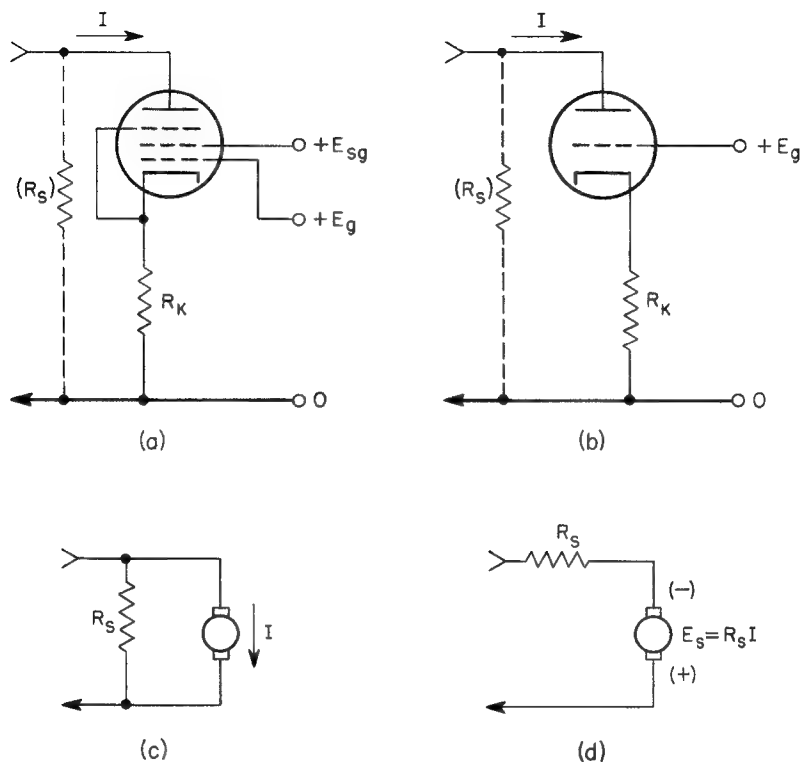 I
(R_S)
+E_sg
+E_g
R_K
0
(a)
I
(R_S)
+E_g
R_K
0
(b)
R_S
I
(c)
R_S
(−)
E_S=R_S I
(+)
(d)